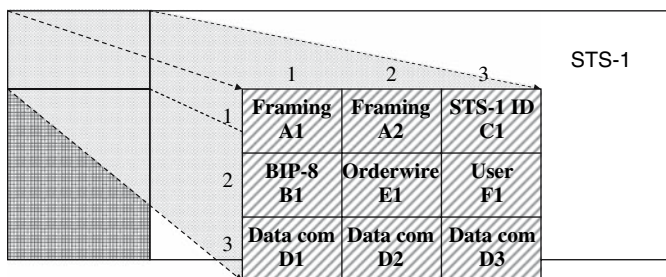 STS-1
1 2 3
1 Framing Framing STS-1 ID
A1 A2 C1
2 BIP-8 Orderwire User
B1 E1 F1
3 Data com Data com Data com
D1 D2 D3